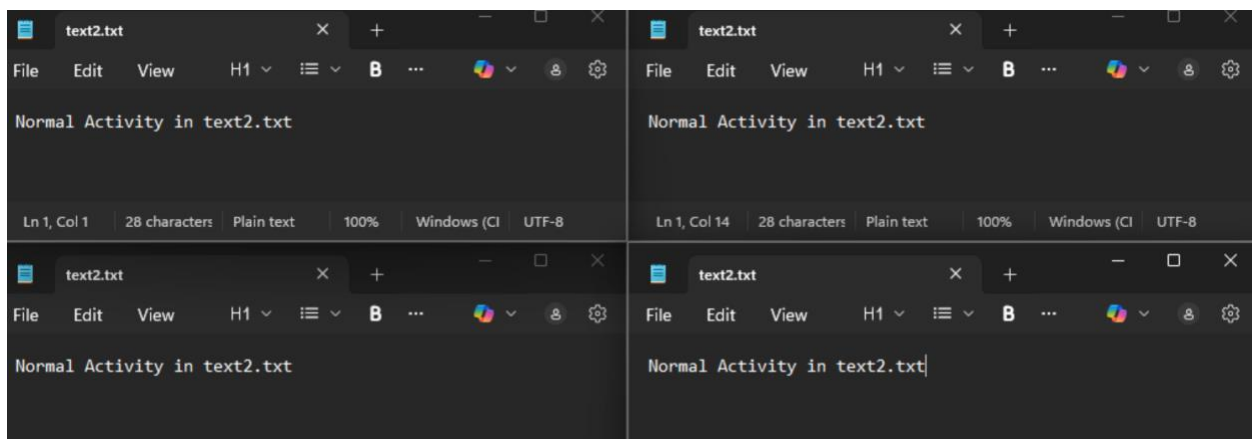 text2.txt
File Edit View H1 B ...
Normal Activity in text2.txt
Ln 1, Col 1 28 characters Plain text 100% Windows (Cl UTF-8
text2.txt
File Edit View H1 B ...
Normal Activity in text2.txt
Ln 1, Col 14 28 characters Plain text 100% Windows (Cl UTF-8
text2.txt
File Edit View H1 B ...
Normal Activity in text2.txt
text2.txt
File Edit View H1 B ...
Normal Activity in text2.txt